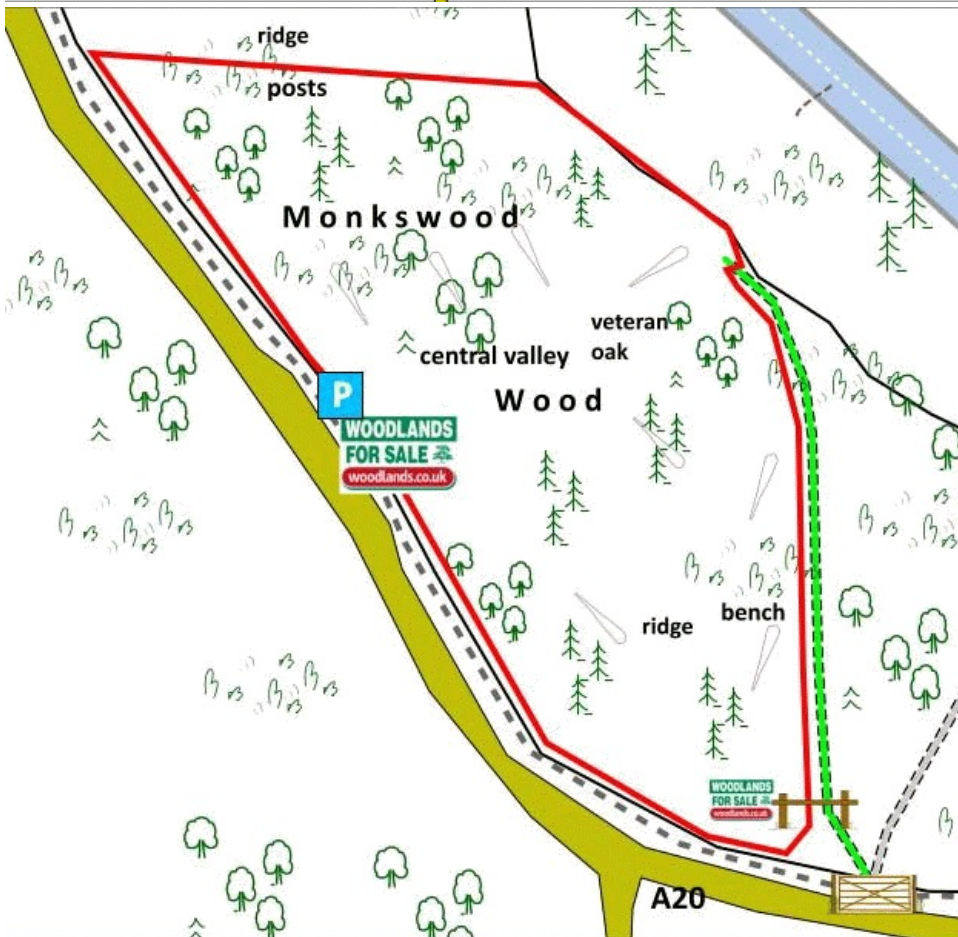 ridge
posts
Monkswood
veteran
oak
central valley
Wood
P
WOODLANDS
FOR SALE
woodlands.co.uk
bench
ridge
WOODLANDS
FOR SALE
woodlands.co.uk
A20